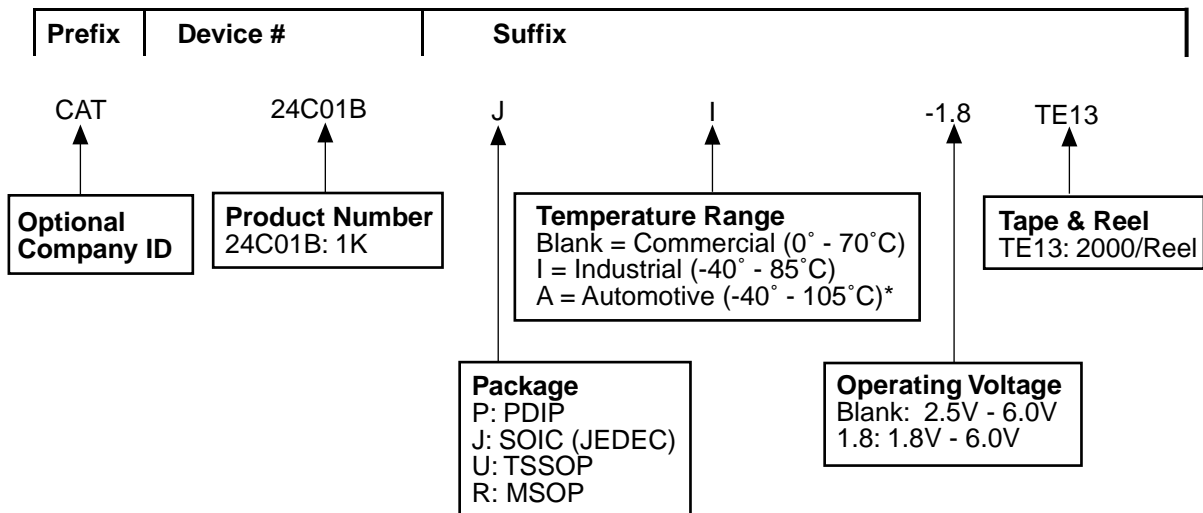 Prefix Device # Suffix
CAT 24C01B J I -1.8 TE13
Optional
Company ID
Product Number
24C01B: 1K
Temperature Range
Blank = Commercial (0˚ - 70˚C)
I = Industrial (-40˚ - 85˚C)
A = Automotive (-40˚ - 105˚C)*
Tape & Reel
TE13: 2000/Reel
Package
P: PDIP
J: SOIC (JEDEC)
U: TSSOP
R: MSOP
Operating Voltage
Blank: 2.5V - 6.0V
1.8: 1.8V - 6.0V